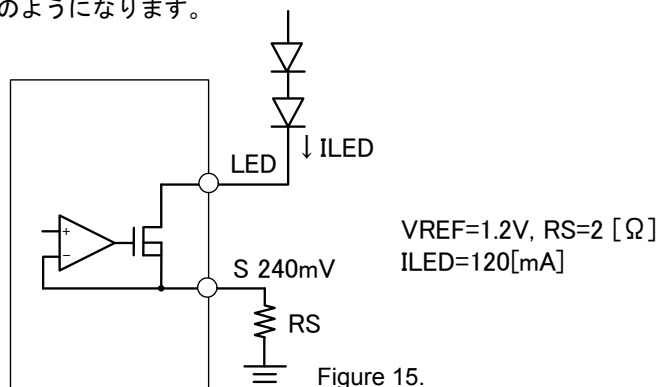 のようになります。
↓ILED
LED
VREF=1.2V, RS=2 [Ω]
ILED=120[mA]
+
−
S 240mV
RS
Figure 15.